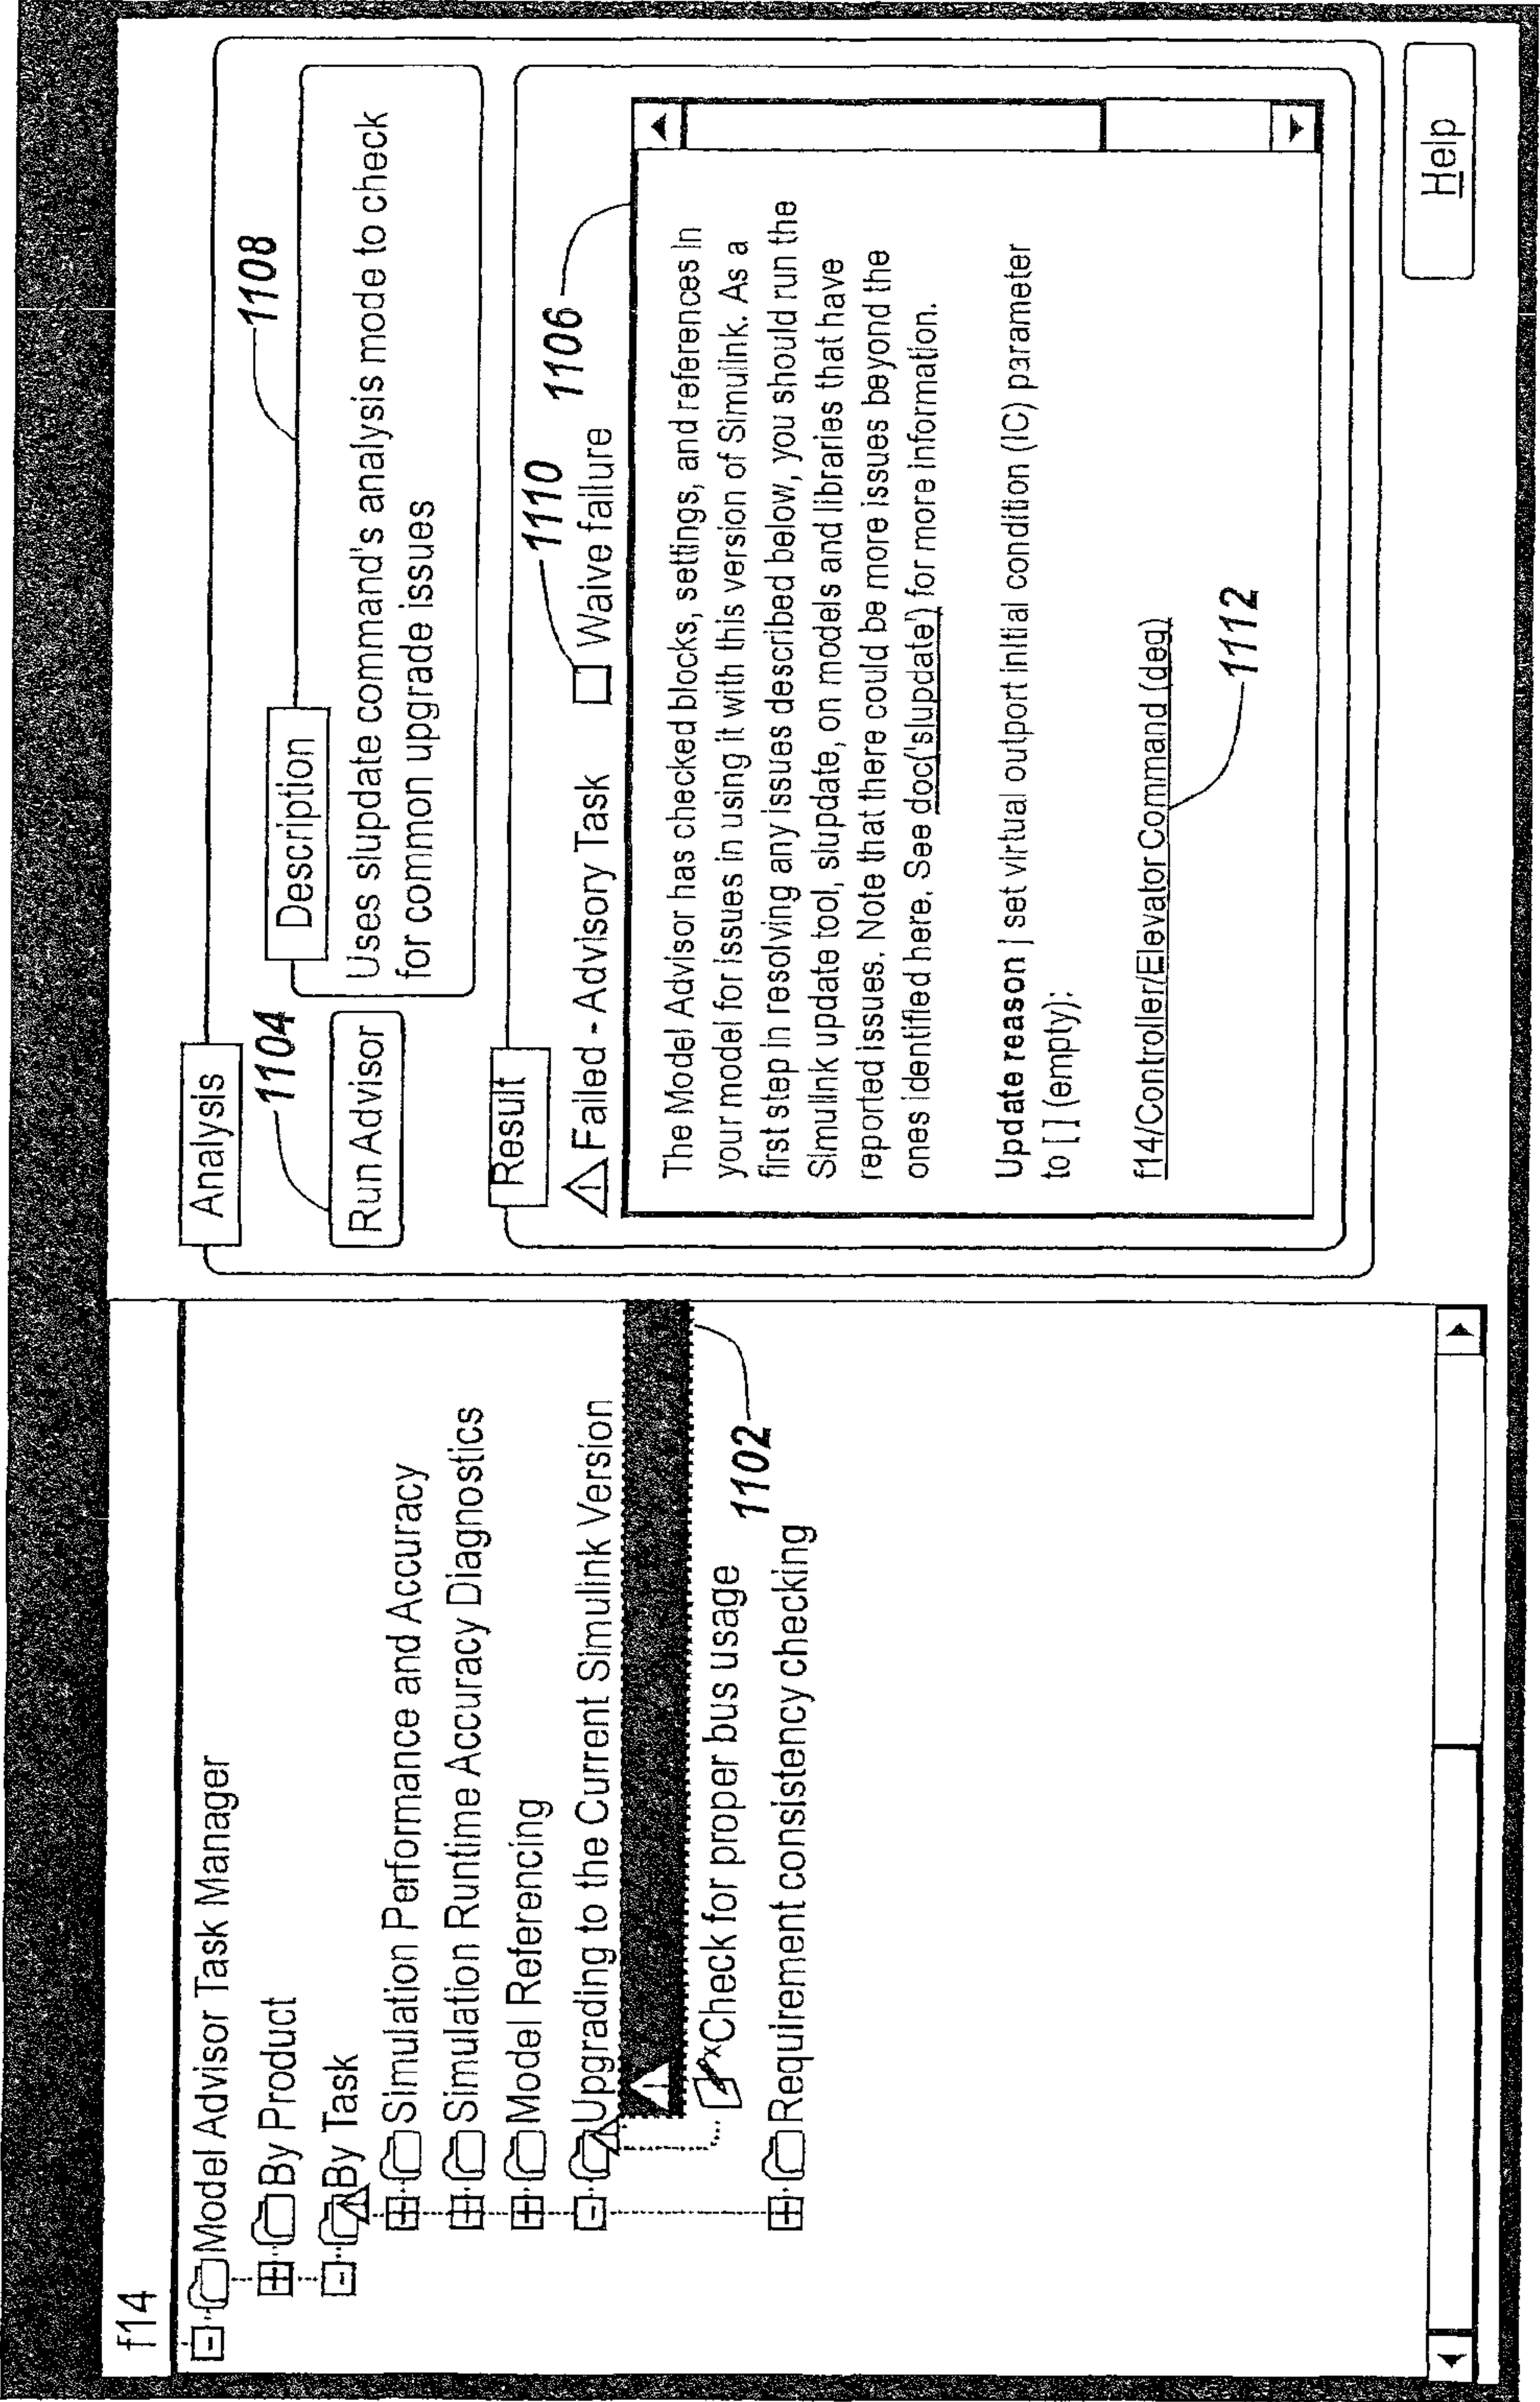 f14
Model Advisor Task Manager
By Product
By Task
Simulation Performance and Accuracy
Simulation Runtime Accuracy Diagnostics
Model Referencing
Upgrading to the Current Simulink Version
Check for proper bus usage
1102
Requirement consistency checking
Analysis
1104
Run Advisor
1108
Description
Uses slupdate command's analysis mode to check
for common upgrade issues
Result
Failed - Advisory Task
1110
Waive failure
1106
The Model Advisor has checked blocks, settings, and references in
your model for issues in using it with this version of Simulink. As a
first step in resolving any issues described below, you should run the
Simulink update tool, slupdate, on models and libraries that have
reported issues. Note that there could be more issues beyond the
ones identified here. See doc('slupdate') for more information.
Update reason | set virtual outport initial condition (IC) parameter
to [ ] (empty);
f14/Controller/Elevator Command (deg)
1112
Help